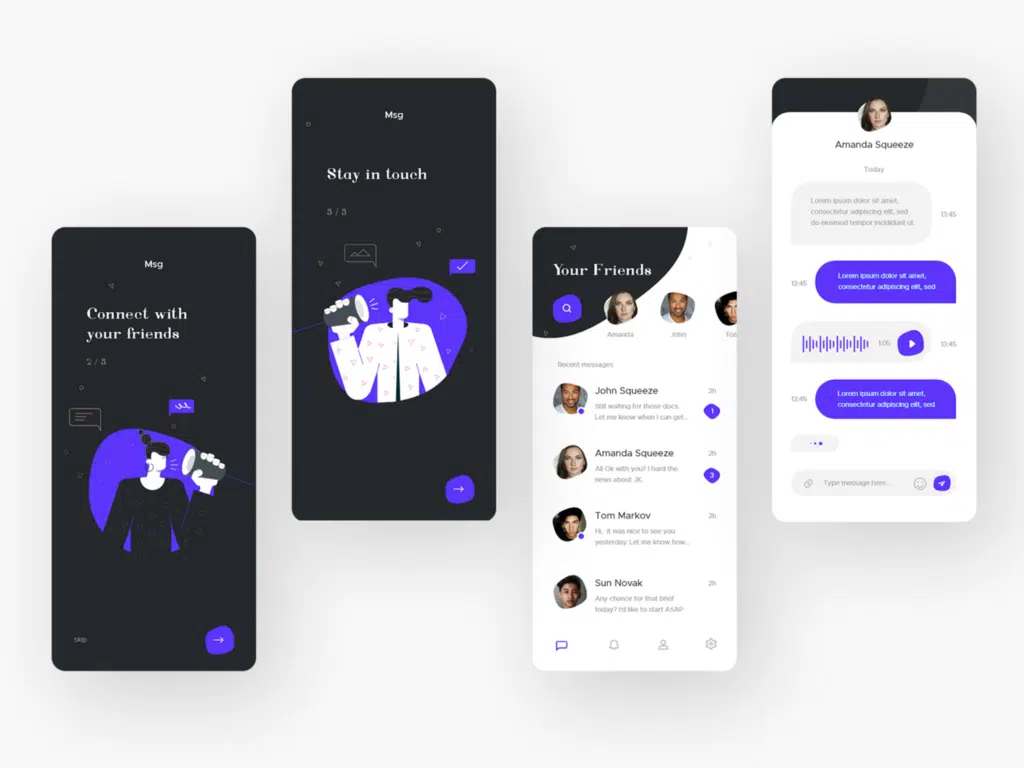 Msg
Connect with
your friends
2 / 3
Skip
Msg
Stay in touch
3 / 3
Your Friends
Amanda
John
Tom
Recent messages
John Squeeze
2h
Still waiting for those docs.
Let me know when I can get...
1
Amanda Squeeze
2h
All Ok with you? I hard the
news about JK.
3
Tom Markov
2h
Hi, it was nice to see you
yesterday. Let me know how...
Sun Novak
2h
Any chance for that brief
today? I'd like to start ASAP
Amanda Squeeze
Today
Lorem ipsum dolor sit amet,
consectetur adipiscing elit, sed
do eiusmod tempor incididunt ut
13:45
13:45
Lorem ipsum dolor sit amet,
consectetur adipiscing elit, sed
1:05
13:45
13:45
Lorem ipsum dolor sit amet,
consectetur adipiscing elit, sed
Type message here...